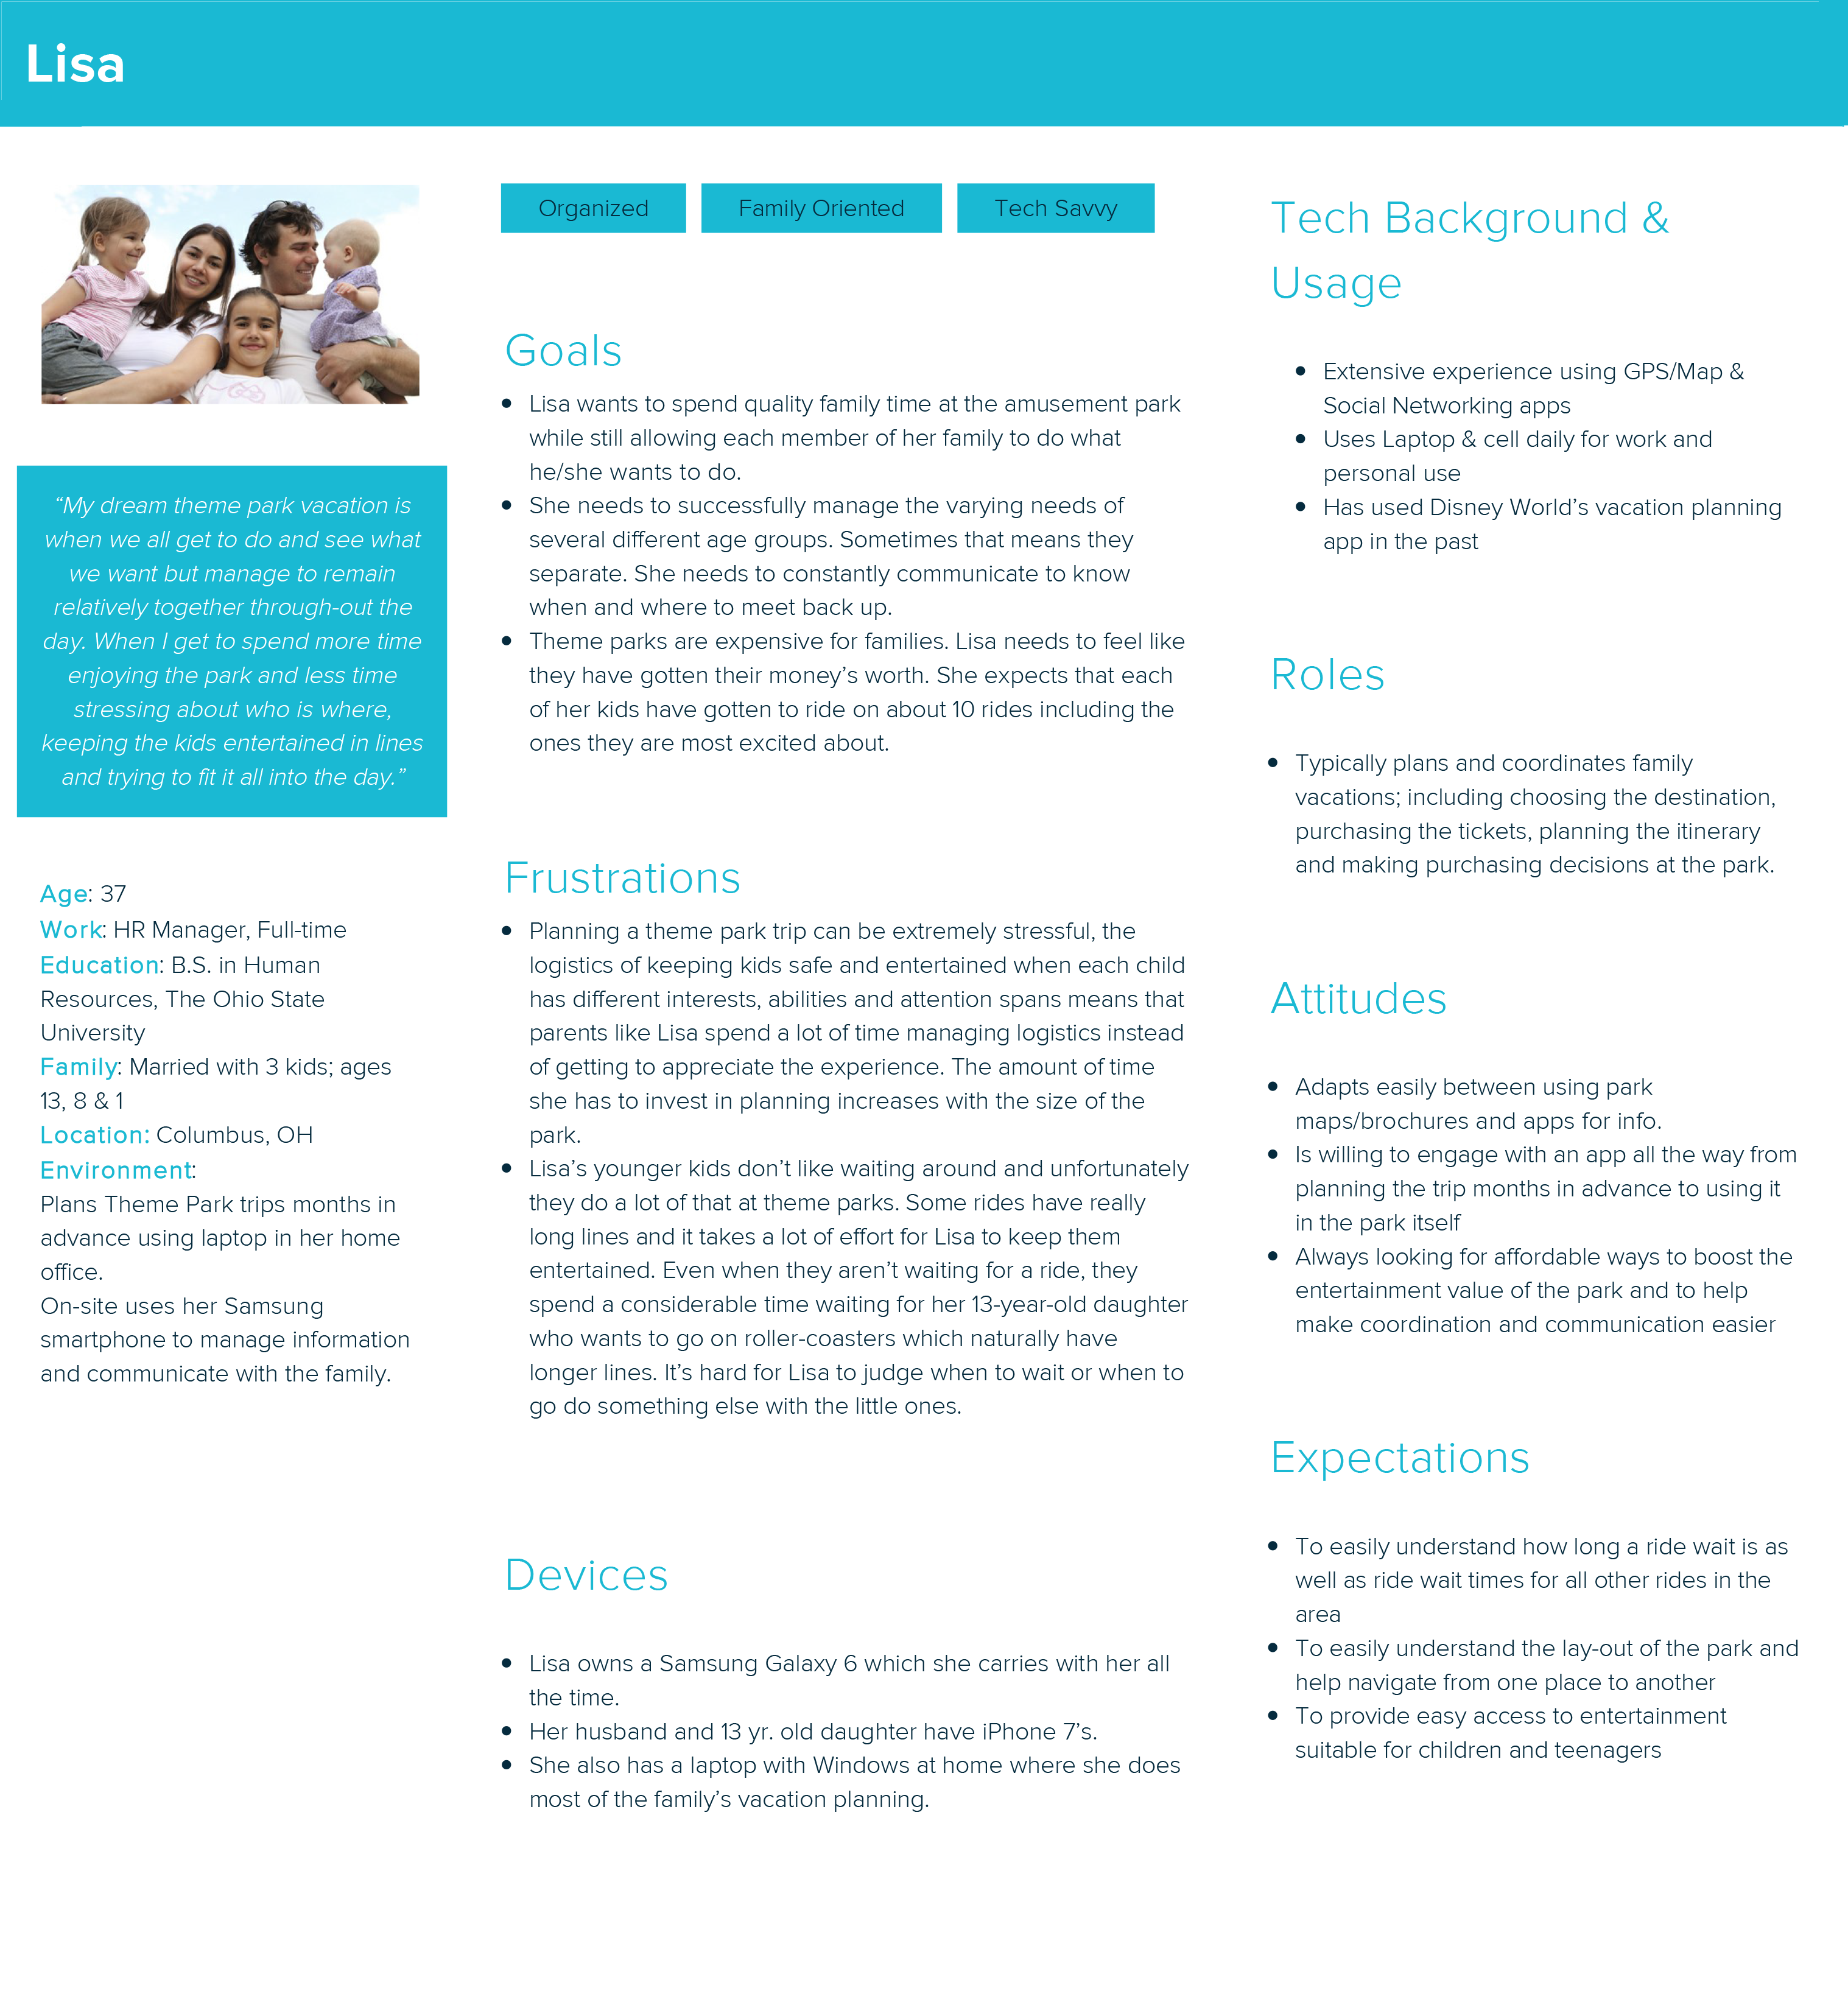 Lisa
“My dream theme park vacation is
when we all get to do and see what
we want but manage to remain
relatively together through-out the
day. When I get to spend more time
enjoying the park and less time
stressing about who is where,
keeping the kids entertained in lines
and trying to fit it all into the day.”
Age: 37
Work: HR Manager, Full-time
Education: B.S. in Human
Resources, The Ohio State
University
Family: Married with 3 kids; ages
13, 8 & 1
Location: Columbus, OH
Environment:
Plans Theme Park trips months in
advance using laptop in her home
office.
On-site uses her Samsung
smartphone to manage information
and communicate with the family.
Organized
Family Oriented
Tech Savvy
Goals
• Lisa wants to spend quality family time at the amusement park
while still allowing each member of her family to do what
he/she wants to do.
• She needs to successfully manage the varying needs of
several different age groups. Sometimes that means they
separate. She needs to constantly communicate to know
when and where to meet back up.
• Theme parks are expensive for families. Lisa needs to feel like
they have gotten their money’s worth. She expects that each
of her kids have gotten to ride on about 10 rides including the
ones they are most excited about.
Frustrations
• Planning a theme park trip can be extremely stressful, the
logistics of keeping kids safe and entertained when each child
has different interests, abilities and attention spans means that
parents like Lisa spend a lot of time managing logistics instead
of getting to appreciate the experience. The amount of time
she has to invest in planning increases with the size of the
park.
• Lisa’s younger kids don’t like waiting around and unfortunately
they do a lot of that at theme parks. Some rides have really
long lines and it takes a lot of effort for Lisa to keep them
entertained. Even when they aren’t waiting for a ride, they
spend a considerable time waiting for her 13-year-old daughter
who wants to go on roller-coasters which naturally have
longer lines. It’s hard for Lisa to judge when to wait or when to
go do something else with the little ones.
Devices
• Lisa owns a Samsung Galaxy 6 which she carries with her all
the time.
• Her husband and 13 yr. old daughter have iPhone 7’s.
• She also has a laptop with Windows at home where she does
most of the family’s vacation planning.
Tech Background &
Usage
• Extensive experience using GPS/Map &
Social Networking apps
• Uses Laptop & cell daily for work and
personal use
• Has used Disney World’s vacation planning
app in the past
Roles
• Typically plans and coordinates family
vacations; including choosing the destination,
purchasing the tickets, planning the itinerary
and making purchasing decisions at the park.
Attitudes
• Adapts easily between using park
maps/brochures and apps for info.
• Is willing to engage with an app all the way from
planning the trip months in advance to using it
in the park itself
• Always looking for affordable ways to boost the
entertainment value of the park and to help
make coordination and communication easier
Expectations
• To easily understand how long a ride wait is as
well as ride wait times for all other rides in the
area
• To easily understand the lay-out of the park and
help navigate from one place to another
• To provide easy access to entertainment
suitable for children and teenagers